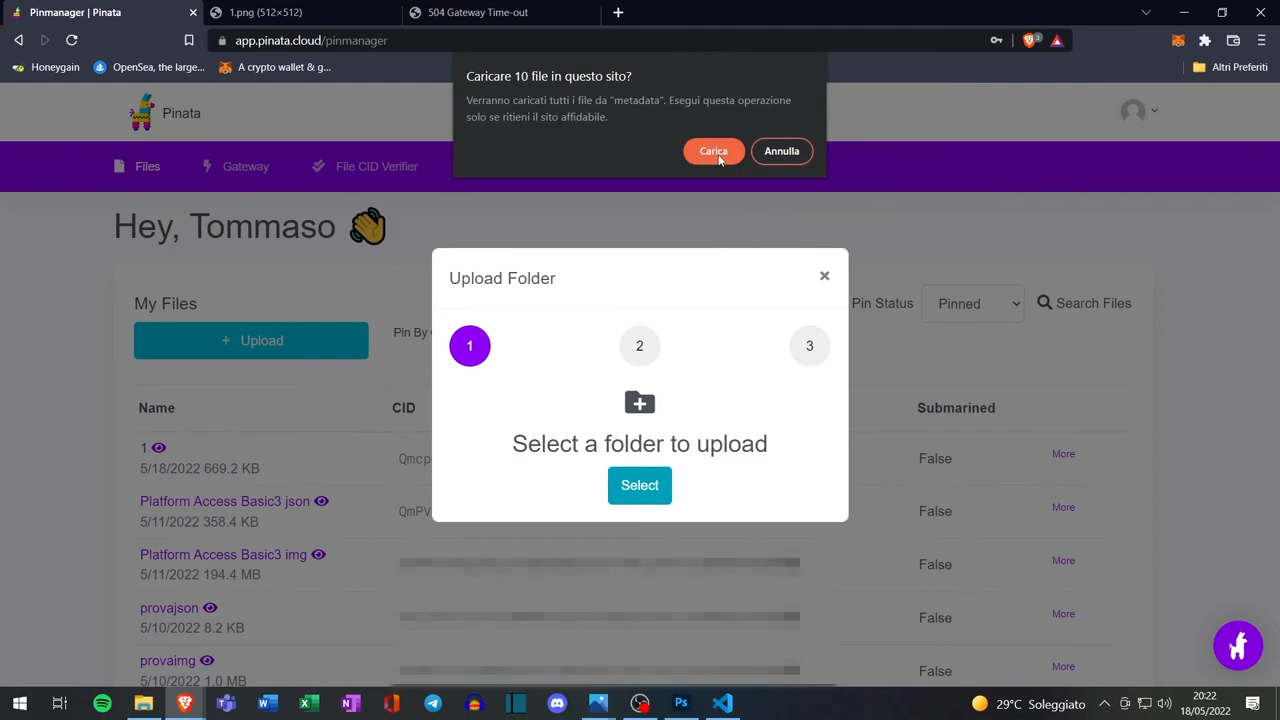 Pinmanager | Pinata
1.png (512×512)
504 Gateway Time-out
app.pinata.cloud/pinmanager
3
Honeygain
OpenSea, the large...
A crypto wallet & g...
Altri Preferiti
Caricare 10 file in questo sito?
Verranno caricati tutti i file da "metadata". Esegui questa operazione
solo se ritieni il sito affidabile.
Carica
Annulla
Pinata
Files
Gateway
File CID Verifier
Hey, Tommaso 👋
My Files
+ Upload
Pin By
Pin Status
Pinned
Search Files
Upload Folder
×
1
2
3
Select a folder to upload
Select
Name
CID
Submarined
1
5/18/2022 669.2 KB
Qmcp
False
More
Platform Access Basic3 json
5/11/2022 358.4 KB
QmPV
False
More
Platform Access Basic3 img
5/11/2022 194.4 MB
False
More
provajson
5/10/2022 8.2 KB
False
More
provaimg
5/10/2022 1.0 MB
False
More
29°C Soleggiato
20:22
18/05/2022